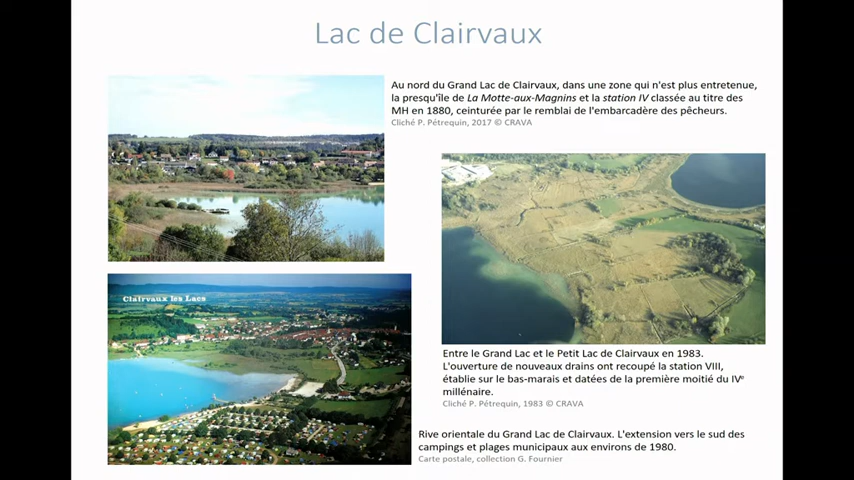 Lac de Clairvaux
Au nord du Grand Lac de Clairvaux, dans une zone qui n'est plus entretenue,
la presqu'île de La Motte-aux-Magnins et la station IV classée au titre des
MH en 1880, ceinturée par le remblai de l'embarcadère des pêcheurs.
Cliché P. Pétrequin, 2017 © CRAVA
Clairvaux les Lacs
Entre le Grand Lac et le Petit Lac de Clairvaux en 1983.
L'ouverture de nouveaux drains ont recoupé la station VIII,
établie sur le bas-marais et datées de la première moitié du IVe
millénaire.
Cliché P. Pétrequin, 1983 © CRAVA
Rive orientale du Grand Lac de Clairvaux. L'extension vers le sud des
campings et plages municipaux aux environs de 1980.
Carte postale, collection G. Fournier